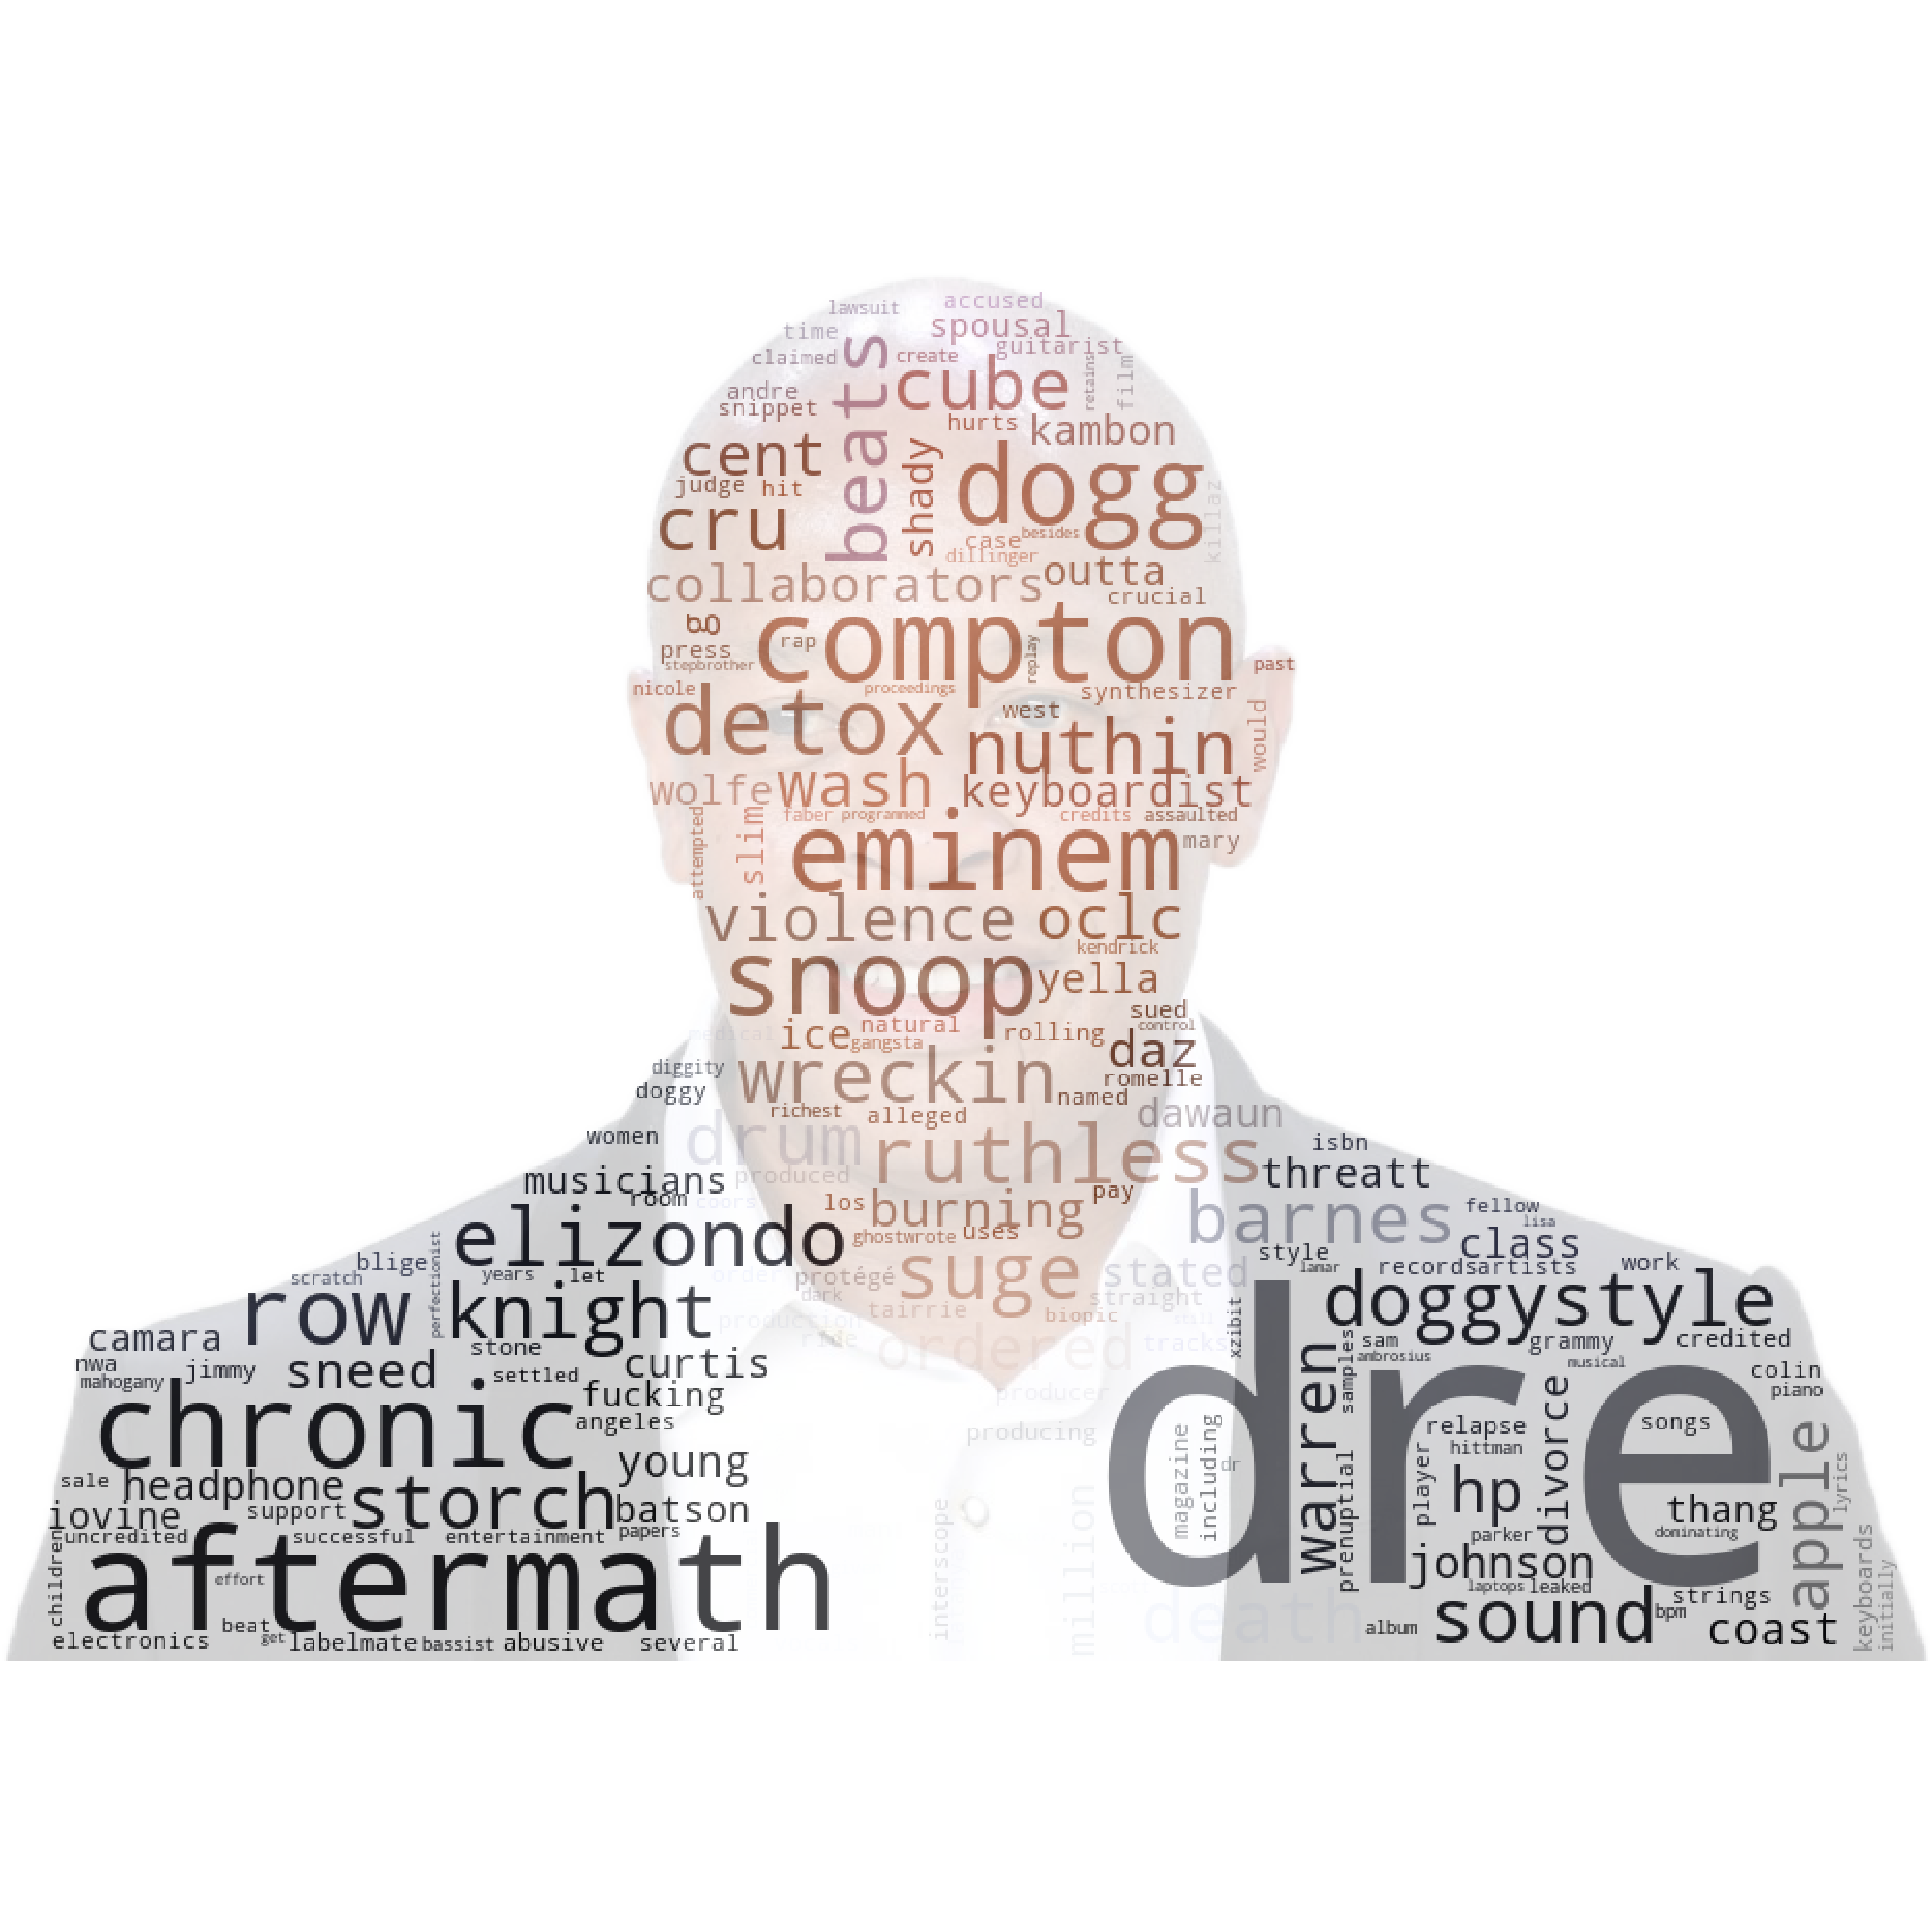 lawsuit accused
time spousal
claimed create guitarist
beats cube retains film
andre
snippet hurts kambon
cent shady dogg
judge hit
cru besides killaz
case
dillinger
collaborators outta
crucial
g compton
press rap replay
stepbrother past
nicole proceedings synthesizer
detox west would
nuthin
wolfe wash keyboardist
attempted slim faber programmed credits assaulted
eminem mary
violence oclc
kendrick
snoop yella
sued
medical ice natural rolling control
gangsta daz
diggity wreckin romelle
doggy named
richest alleged dawaun
women drum ruthless isbn
musicians produced threatt
room coors los burning pay barnes fellow
elizondo ghostwrote uses lisa
perfectionist blige style class
scratch years let order protégé suge stated lamar recordsartists work
row knight dark straight doggystyle
production tairrie biopic still
camara ride ordered tracks xzibit warren samples sam grammy credited
nwa jimmy sneed stone curtis ambrosius musical colin
mahogany settled dre
chronic fucking producer divorce piano
angeles producing magazine including relapse songs apple
young dr hittman
sale headphone player hp lyrics
iovine support storch batson interscope million prenuptial thang
uncredited successful entertainment papers parker dominating
children aftermath johnson keyboards
effort laptops leaked strings initially
beat death sound bpm coast
electronics get labelmate bassist abusive several album